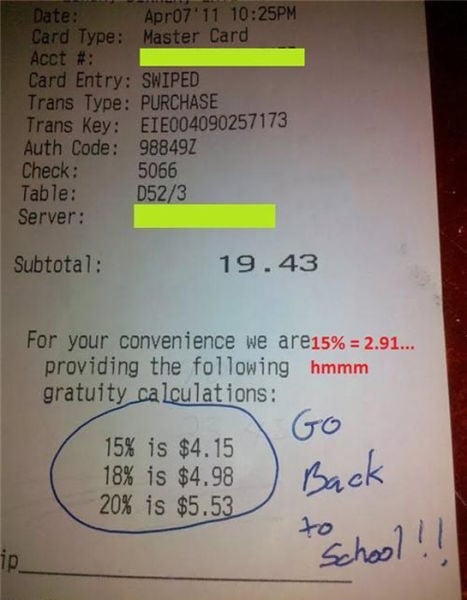 Date: Apr07'11 10:25PM
Card Type: Master Card
Acct #:
Card Entry: SWIPED
Trans Type: PURCHASE
Trans Key: EIE004090257173
Auth Code: 98849Z
Check: 5066
Table: D52/3
Server:
Subtotal: 19.43
For your convenience we are 15% = 2.91...
providing the following hmmm
gratuity calculations:
15% is $4.15
18% is $4.98
20% is $5.53
Go
Back
to
School!!